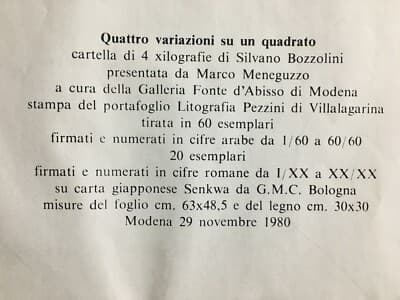 Quattro variazioni su un quadrato
cartella di 4 xilografie di Silvano Bozzolini
presentata da Marco Meneguzzo
a cura della Galleria Fonte d'Abisso di Modena
stampa del portafoglio Litografia Pezzini di Villalagarina
tirata in 60 esemplari
firmati e numerati in cifre arabe da 1/60 a 60/60
20 esemplari
firmati e numerati in cifre romane da I/XX a XX/XX
su carta giapponese Senkwa da G.M.C. Bologna
misure del foglio cm. 63x48,5 e del legno cm. 30x30
Modena 29 novembre 1980